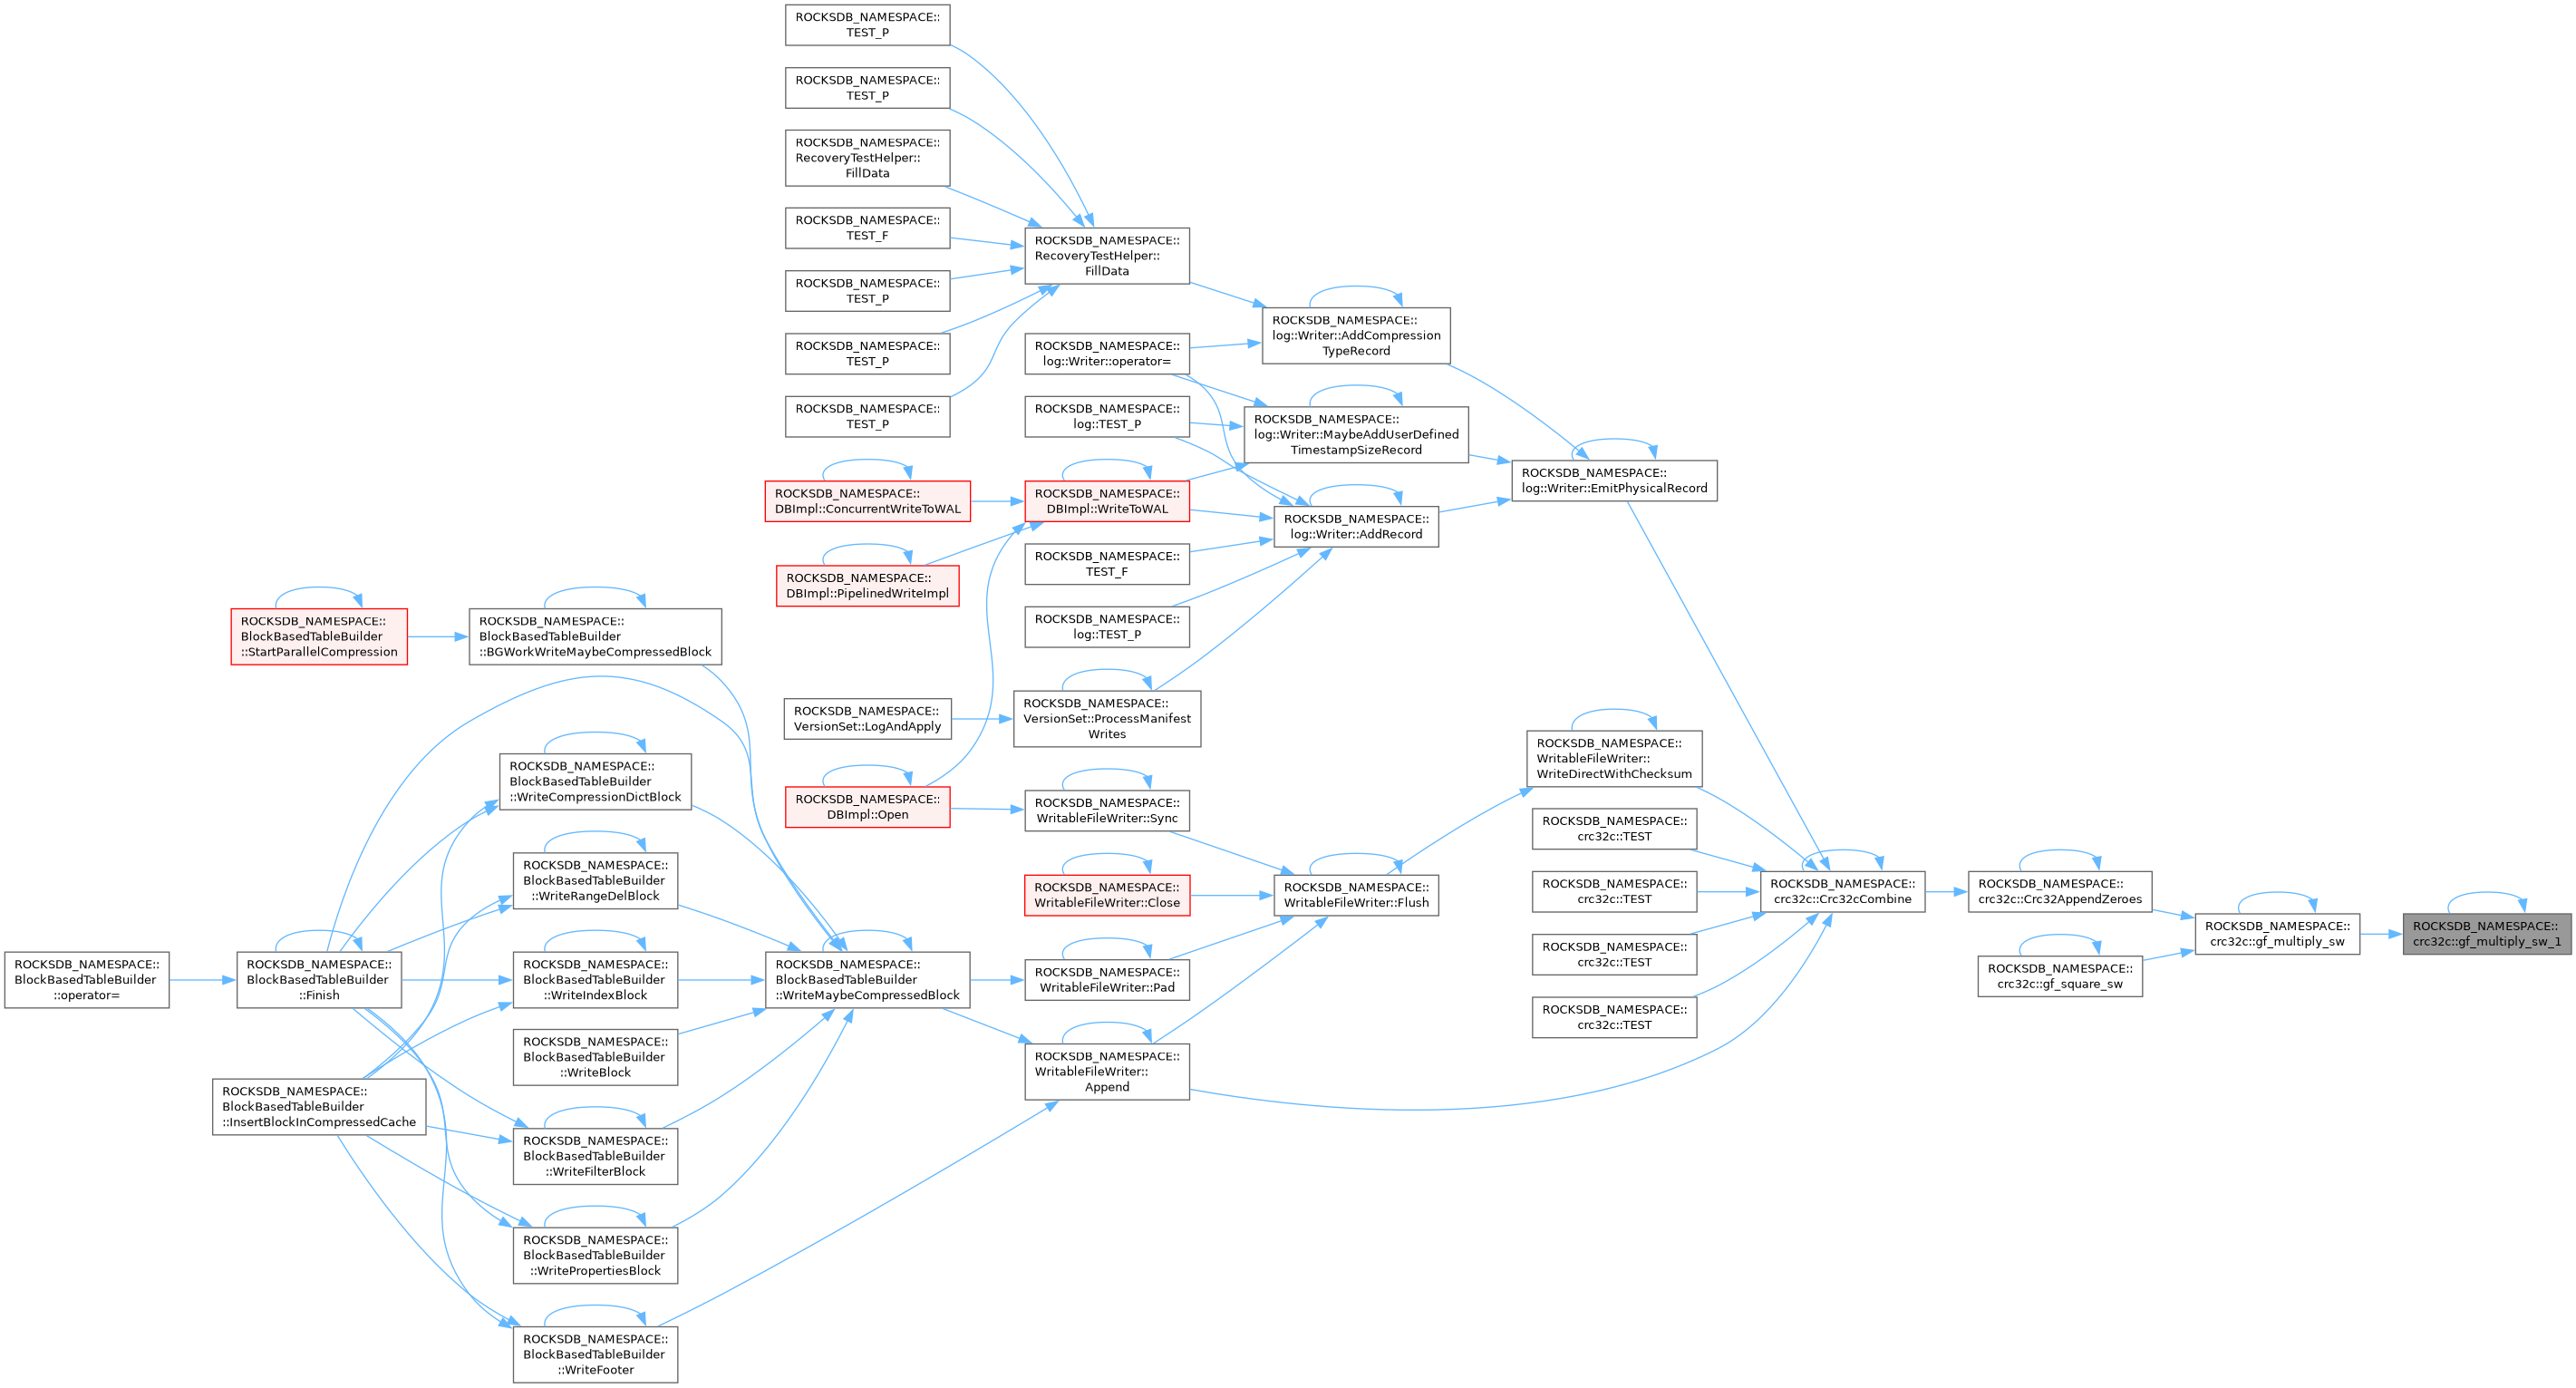 ROCKSDB_NAMESPACE::
TEST_P
ROCKSDB_NAMESPACE::
TEST_P
ROCKSDB_NAMESPACE::
RecoveryTestHelper::
FillData
ROCKSDB_NAMESPACE::
TEST_F
ROCKSDB_NAMESPACE::
TEST_P
ROCKSDB_NAMESPACE::
TEST_P
ROCKSDB_NAMESPACE::
TEST_P
ROCKSDB_NAMESPACE::
RecoveryTestHelper::
FillData
ROCKSDB_NAMESPACE::
log::Writer::AddCompression
TypeRecord
ROCKSDB_NAMESPACE::
log::Writer::operator=
ROCKSDB_NAMESPACE::
log::TEST_P
ROCKSDB_NAMESPACE::
log::Writer::MaybeAddUserDefined
TimestampSizeRecord
ROCKSDB_NAMESPACE::
log::Writer::EmitPhysicalRecord
ROCKSDB_NAMESPACE::
DBImpl::ConcurrentWriteToWAL
ROCKSDB_NAMESPACE::
DBImpl::WriteToWAL
ROCKSDB_NAMESPACE::
log::Writer::AddRecord
ROCKSDB_NAMESPACE::
DBImpl::PipelinedWriteImpl
ROCKSDB_NAMESPACE::
TEST_F
ROCKSDB_NAMESPACE::
log::TEST_P
ROCKSDB_NAMESPACE::
BlockBasedTableBuilder
::StartParallelCompression
ROCKSDB_NAMESPACE::
BlockBasedTableBuilder
::BGWorkWriteMaybeCompressedBlock
ROCKSDB_NAMESPACE::
VersionSet::LogAndApply
ROCKSDB_NAMESPACE::
VersionSet::ProcessManifest
Writes
ROCKSDB_NAMESPACE::
WritableFileWriter::
WriteDirectWithChecksum
ROCKSDB_NAMESPACE::
BlockBasedTableBuilder
::WriteCompressionDictBlock
ROCKSDB_NAMESPACE::
DBImpl::Open
ROCKSDB_NAMESPACE::
WritableFileWriter::Sync
ROCKSDB_NAMESPACE::
crc32c::TEST
ROCKSDB_NAMESPACE::
BlockBasedTableBuilder
::WriteRangeDelBlock
ROCKSDB_NAMESPACE::
WritableFileWriter::Close
ROCKSDB_NAMESPACE::
WritableFileWriter::Flush
ROCKSDB_NAMESPACE::
crc32c::TEST
ROCKSDB_NAMESPACE::
crc32c::Crc32cCombine
ROCKSDB_NAMESPACE::
crc32c::Crc32AppendZeroes
ROCKSDB_NAMESPACE::
crc32c::gf_multiply_sw
ROCKSDB_NAMESPACE::
crc32c::gf_multiply_sw_1
ROCKSDB_NAMESPACE::
BlockBasedTableBuilder
::operator=
ROCKSDB_NAMESPACE::
BlockBasedTableBuilder
::Finish
ROCKSDB_NAMESPACE::
BlockBasedTableBuilder
::WriteIndexBlock
ROCKSDB_NAMESPACE::
BlockBasedTableBuilder
::WriteMaybeCompressedBlock
ROCKSDB_NAMESPACE::
WritableFileWriter::Pad
ROCKSDB_NAMESPACE::
crc32c::TEST
ROCKSDB_NAMESPACE::
crc32c::gf_square_sw
ROCKSDB_NAMESPACE::
crc32c::TEST
ROCKSDB_NAMESPACE::
BlockBasedTableBuilder
::WriteBlock
ROCKSDB_NAMESPACE::
WritableFileWriter::
Append
ROCKSDB_NAMESPACE::
BlockBasedTableBuilder
::InsertBlockInCompressedCache
ROCKSDB_NAMESPACE::
BlockBasedTableBuilder
::WriteFilterBlock
ROCKSDB_NAMESPACE::
BlockBasedTableBuilder
::WritePropertiesBlock
ROCKSDB_NAMESPACE::
BlockBasedTableBuilder
::WriteFooter